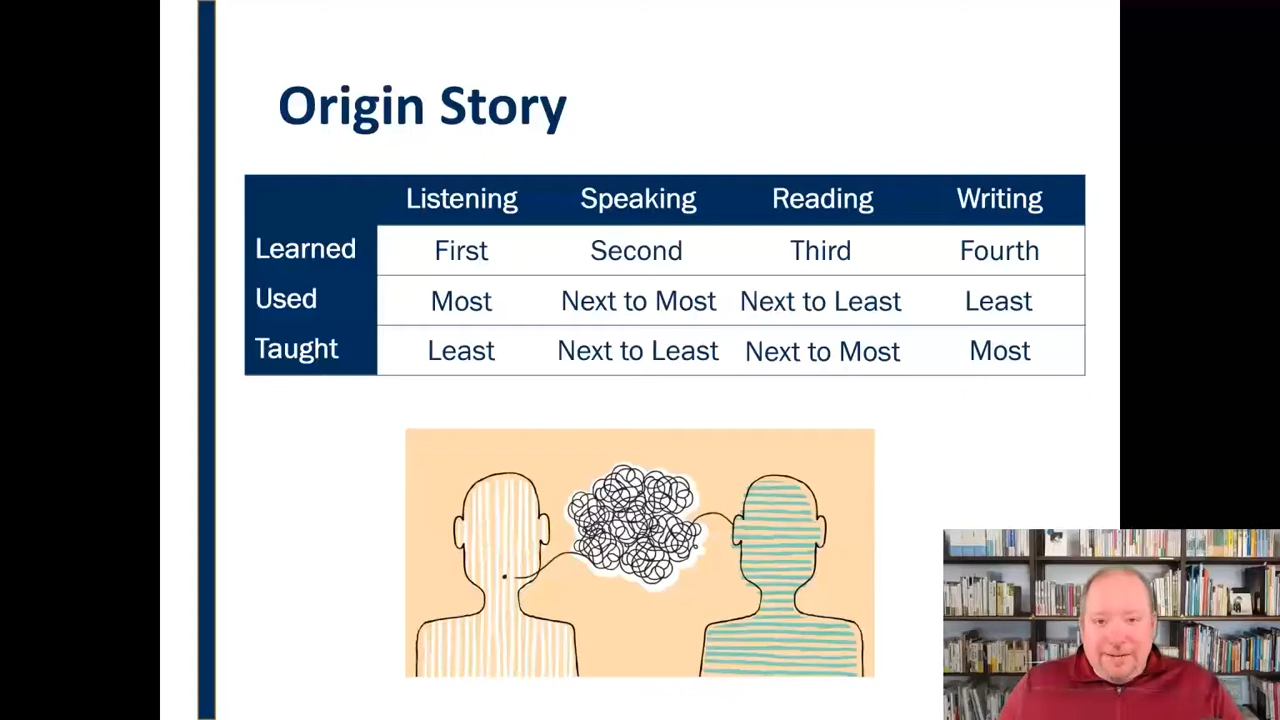 Origin Story
Listening Speaking Reading Writing
Learned First Second Third Fourth
Used Most Next to Most Next to Least Least
Taught Least Next to Least Next to Most Most